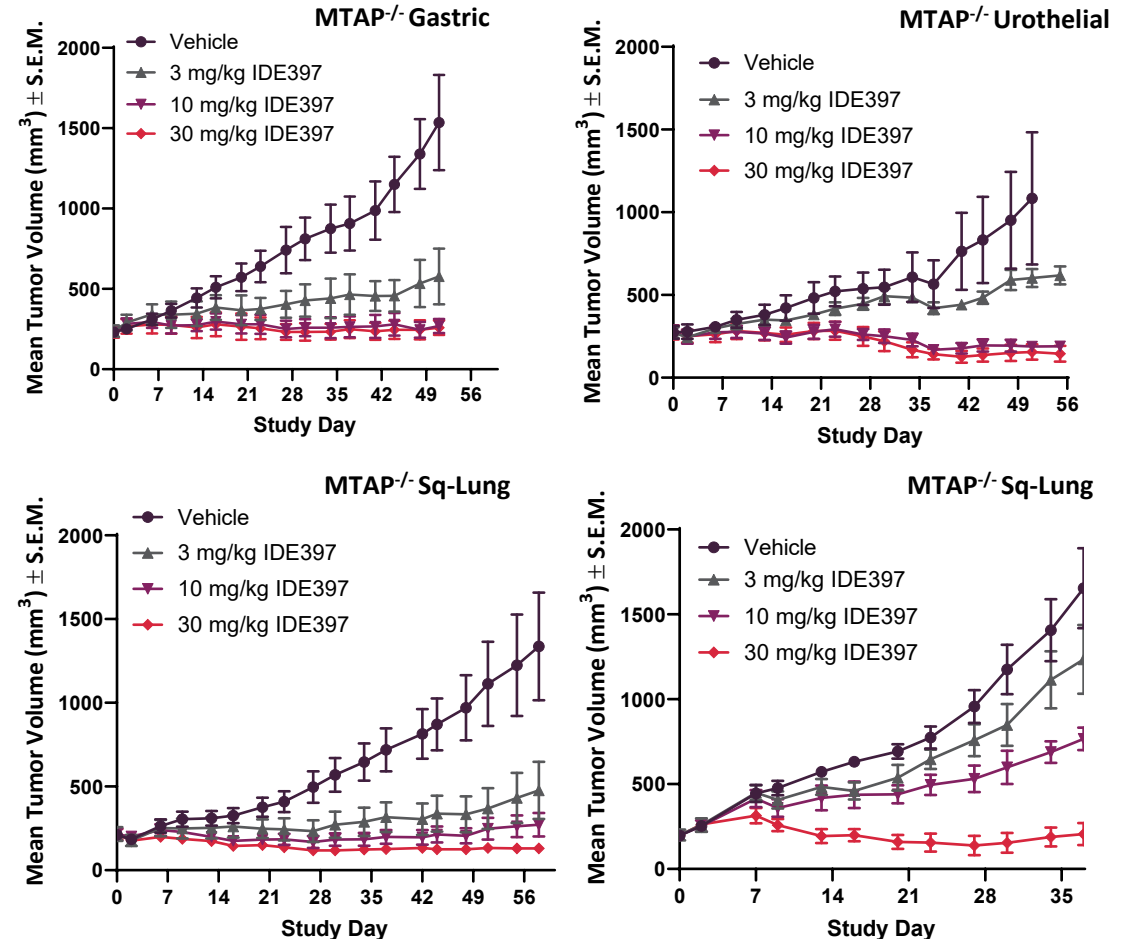 MTAP-/- Gastric
Mean Tumor Volume (mm3) ± S.E.M.
Vehicle
3 mg/kg IDE397
10 mg/kg IDE397
30 mg/kg IDE397
2000
1500
1000
500
0
0 7 14 21 28 35 42 49 56
Study Day
MTAP-/- Urothelial
Mean Tumor Volume (mm3) ± S.E.M.
Vehicle
3 mg/kg IDE397
10 mg/kg IDE397
30 mg/kg IDE397
2000
1500
1000
500
0
0 7 14 21 28 35 42 49 56
Study Day
MTAP-/- Sq-Lung
Mean Tumor Volume (mm3) ± S.E.M.
Vehicle
3 mg/kg IDE397
10 mg/kg IDE397
30 mg/kg IDE397
2000
1500
1000
500
0
0 7 14 21 28 35 42 49 56
Study Day
MTAP-/- Sq-Lung
Mean Tumor Volume (mm3) ± S.E.M.
Vehicle
3 mg/kg IDE397
10 mg/kg IDE397
30 mg/kg IDE397
2000
1500
1000
500
0
0 7 14 21 28 35
Study Day